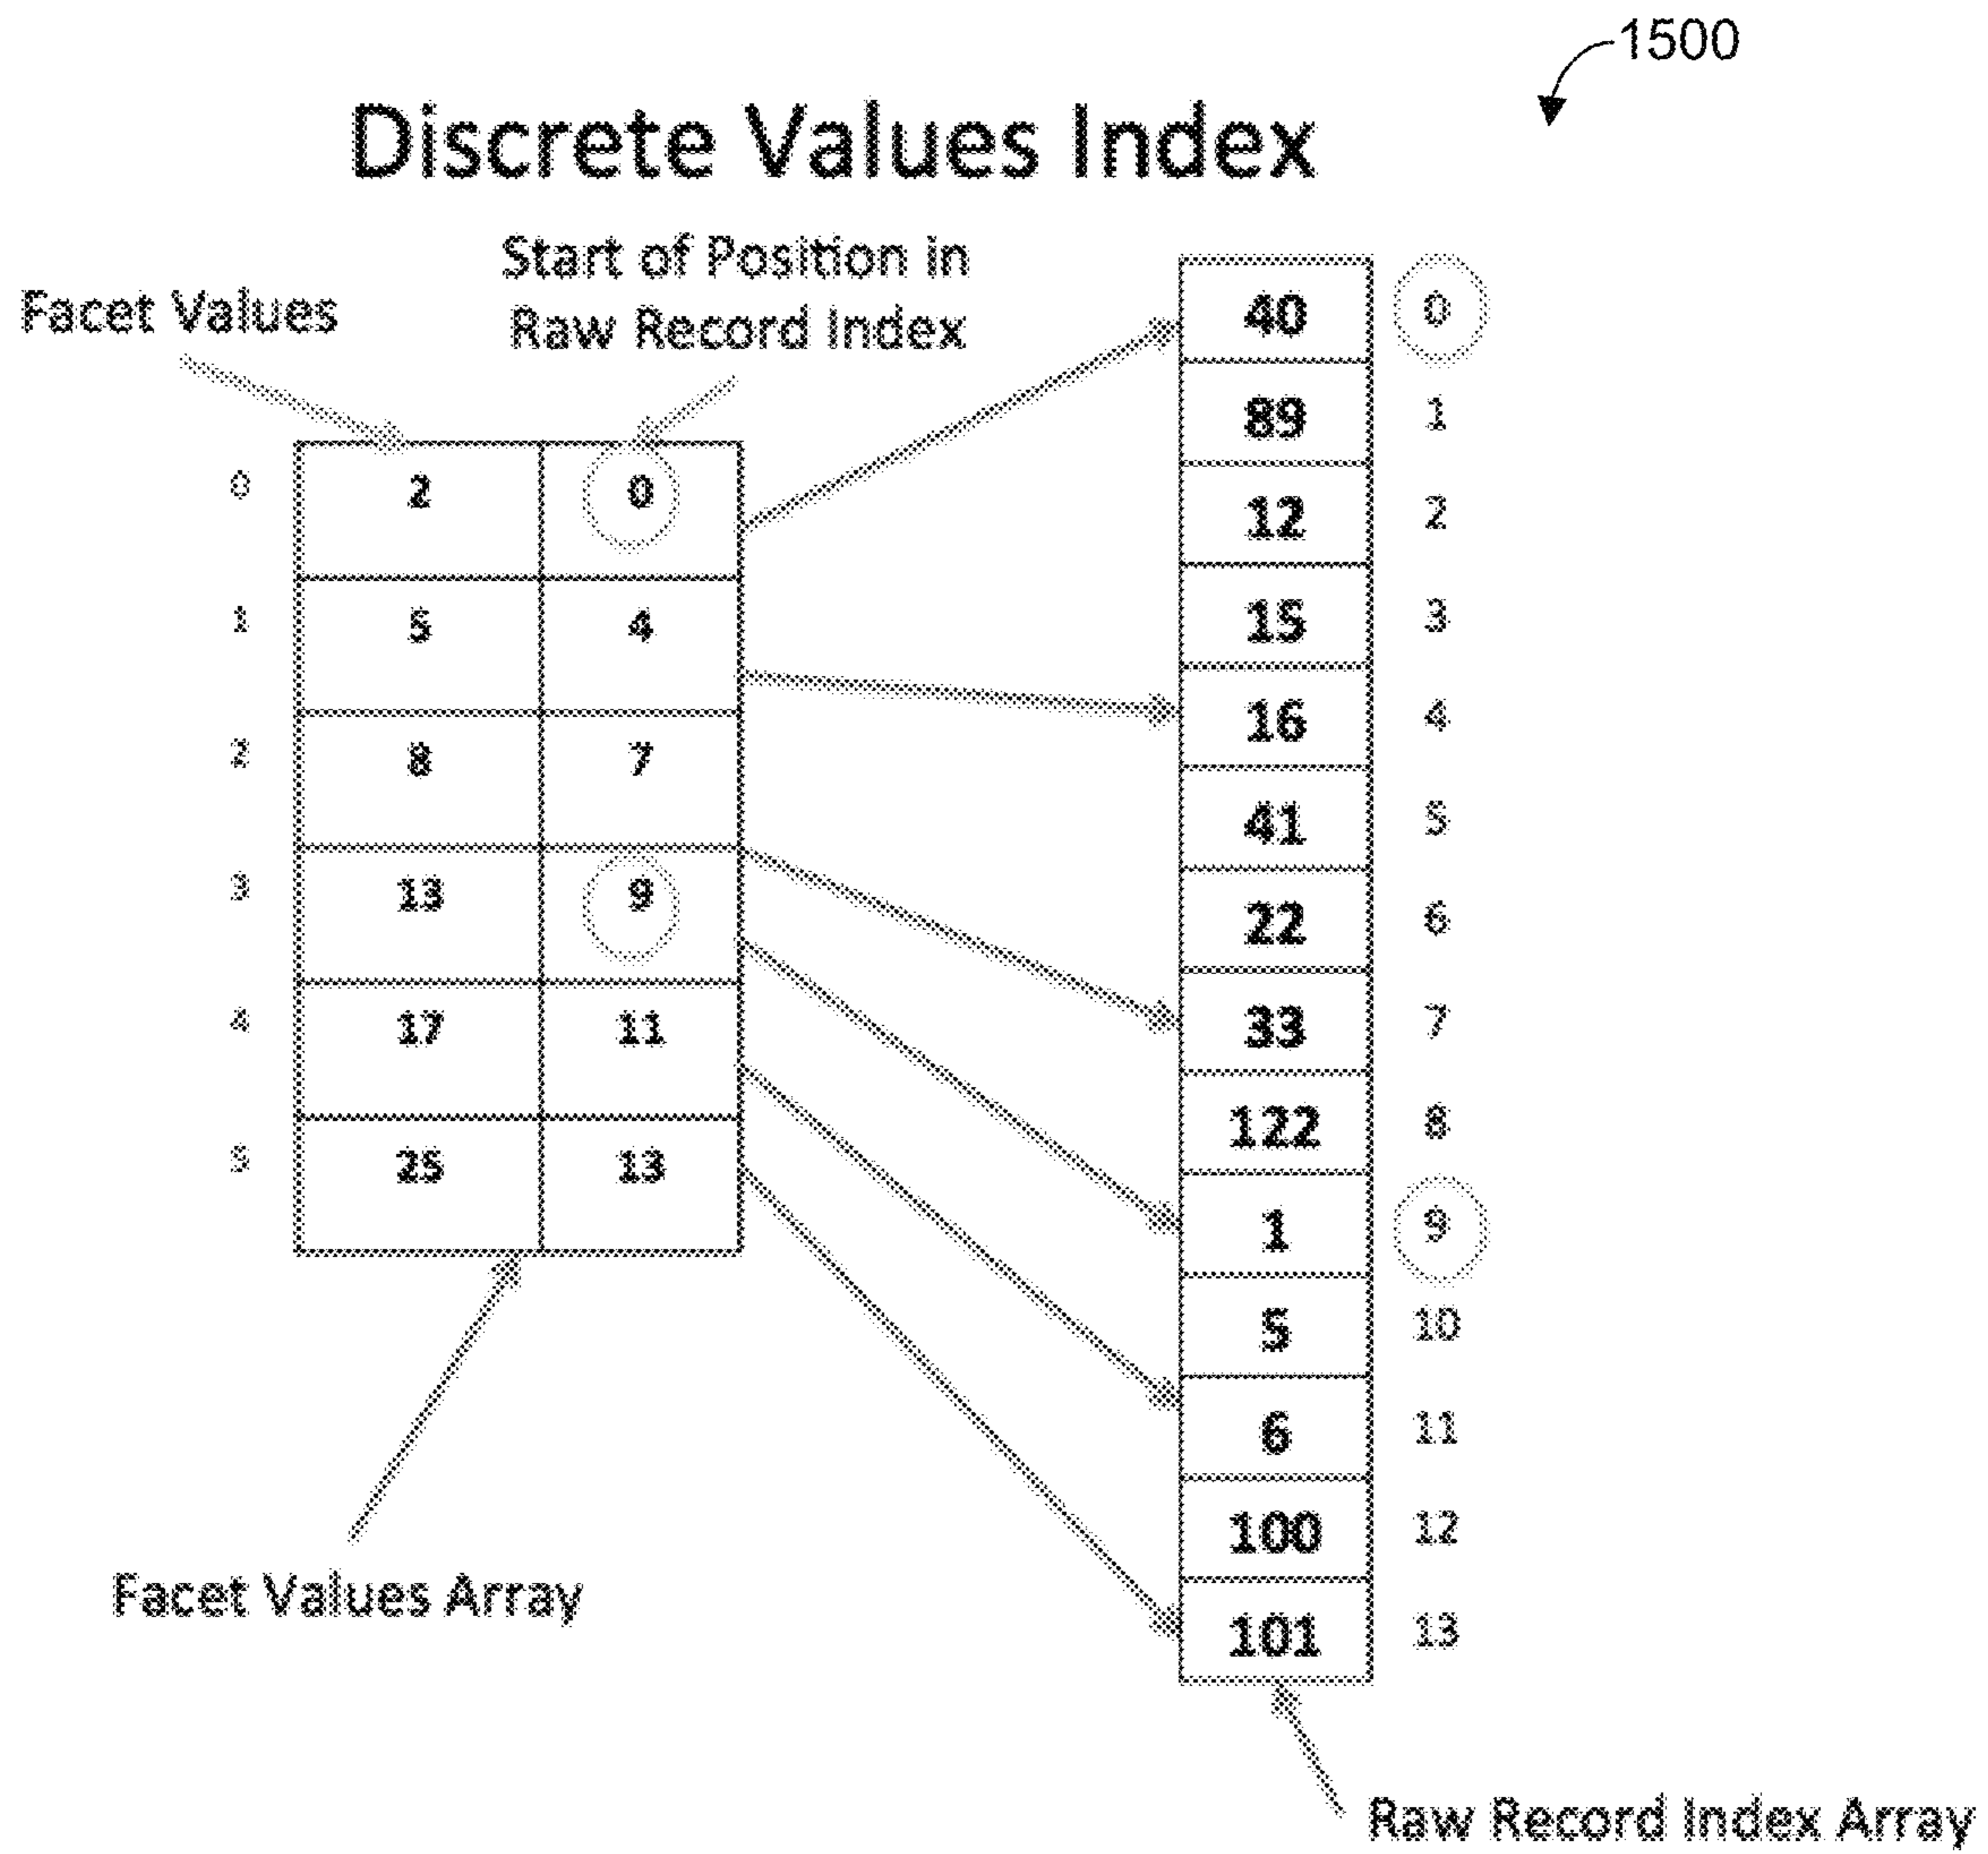 1500
Discrete Values Index
Start of Position in
Raw Record Index
Facet Values
0 2 0
1 5 4
2 8 7
3 13 9
4 17 11
5 25 13
40 0
89 1
12 2
15 3
16 4
41 5
22 6
33 7
122 8
1 9
5 10
6 11
100 12
101 13
Facet Values Array
Raw Record Index Array